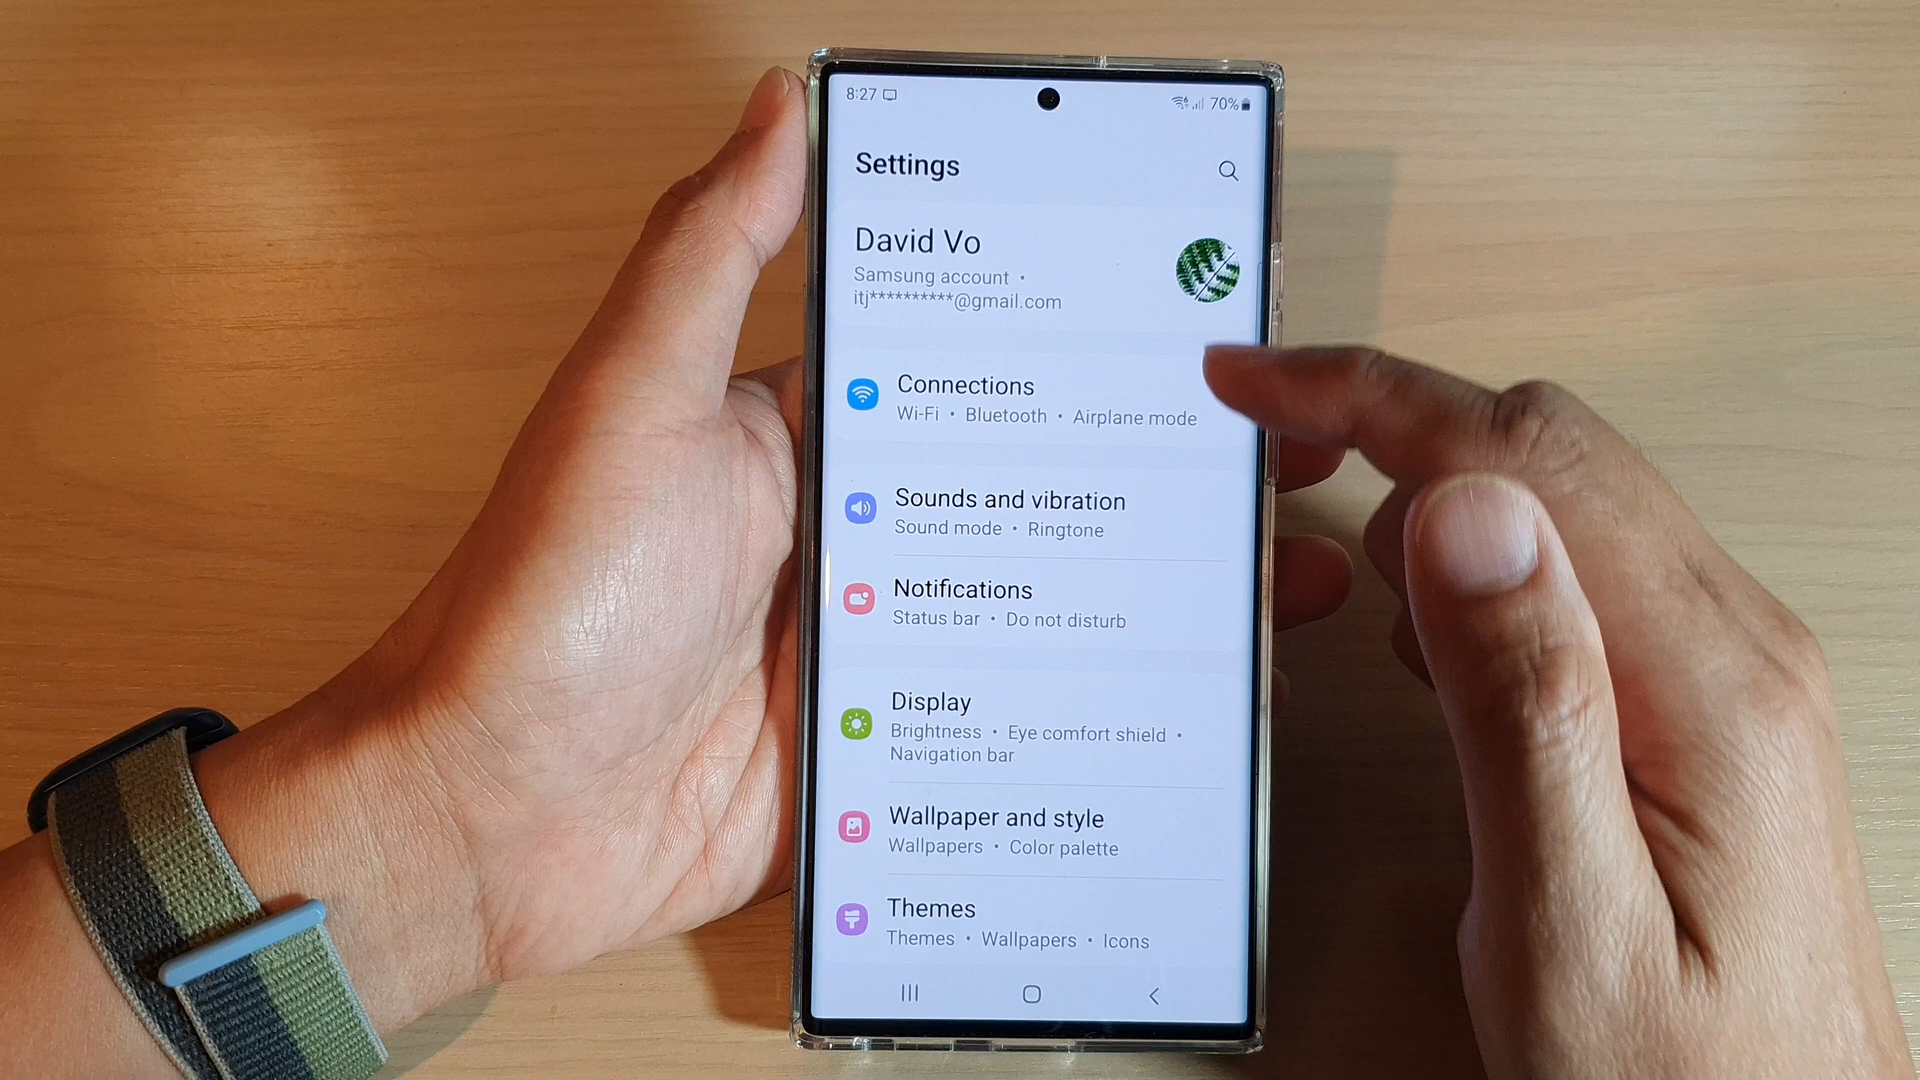 8:27
70%
Settings
David Vo
Samsung account •
itj**********@gmail.com
Connections
Wi-Fi • Bluetooth • Airplane mode
Sounds and vibration
Sound mode • Ringtone
Notifications
Status bar • Do not disturb
Display
Brightness • Eye comfort shield •
Navigation bar
Wallpaper and style
Wallpapers • Color palette
Themes
Themes • Wallpapers • Icons